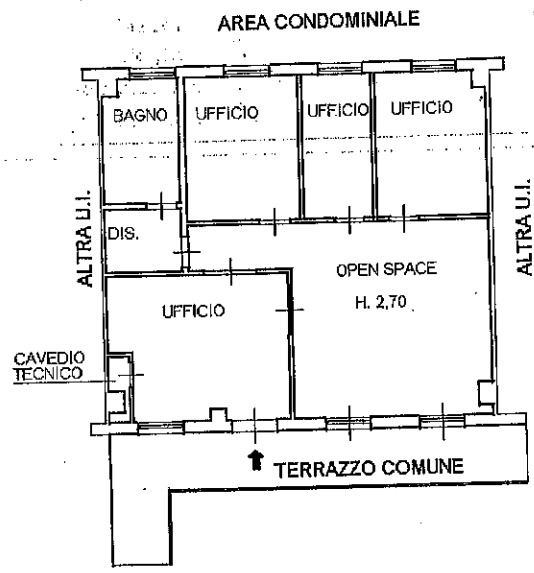 AREA CONDOMINIALE
BAGNO
UFFICIO
UFFICIO
UFFICIO
ALTRA U.I.
ALTRA U.I.
DIS.
OPEN SPACE
H. 2,70
UFFICIO
CAVEDIO
TECNICO
TERRAZZO COMUNE